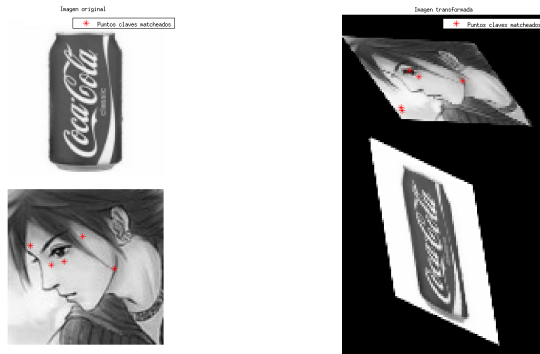 Imagen original
Puntos claves matcheados
Coca-Cola
classic
Imagen transformada
Puntos claves matcheados
Coca-Cola